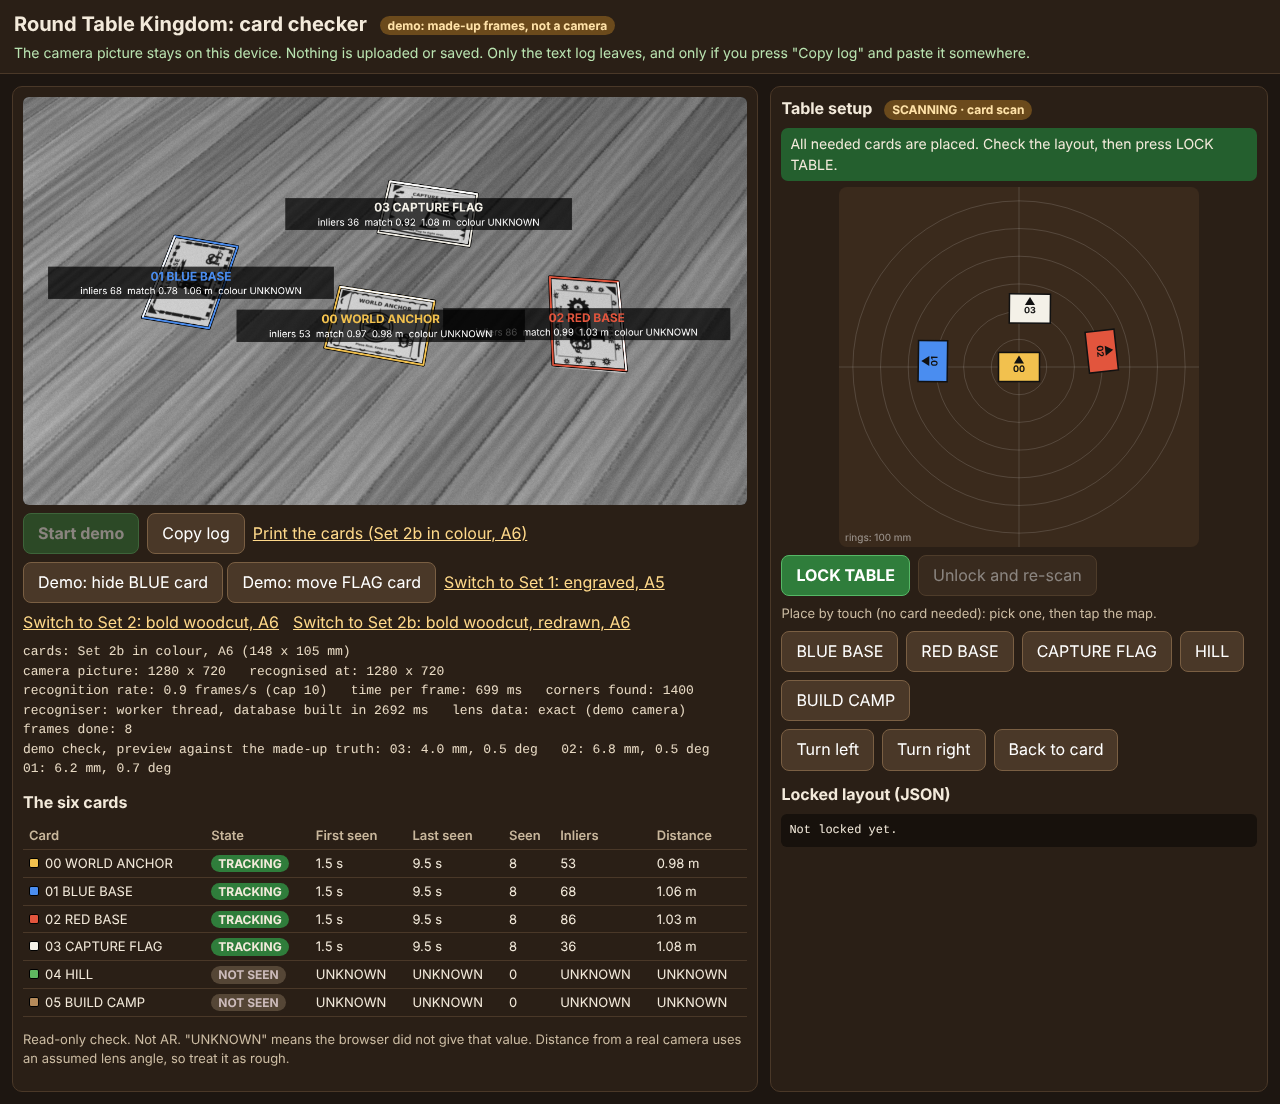 Round Table Kingdom: card checker
demo: made-up frames, not a camera
The camera picture stays on this device. Nothing is uploaded or saved. Only the text log leaves, and only if you press "Copy log" and paste it somewhere.
03 CAPTURE FLAG
inliers 36 match 0.92 1.08 m colour UNKNOWN
01 BLUE BASE
inliers 68 match 0.78 1.06 m colour UNKNOWN
WORLD ANCHOR
00 WORLD ANCHOR
inliers 53 match 0.97 0.98 m colour UNKNOWN
02 RED BASE
86 match 0.99 1.03 m colour UNKNOWN
Start demo
Copy log
Print the cards (Set 2b in colour, A6)
Demo: hide BLUE card
Demo: move FLAG card
Switch to Set 1: engraved, A5
Switch to Set 2: bold woodcut, A6
Switch to Set 2b: bold woodcut, redrawn, A6
cards: Set 2b in colour, A6 (148 x 105 mm)
camera picture: 1280 x 720 recognised at: 1280 x 720
recognition rate: 0.9 frames/s (cap 10) time per frame: 699 ms corners found: 1400
recogniser: worker thread, database built in 2692 ms lens data: exact (demo camera)
frames done: 8
demo check, preview against the made-up truth: 03: 4.0 mm, 0.5 deg 02: 6.8 mm, 0.5 deg
01: 6.2 mm, 0.7 deg
The six cards
Card State First seen Last seen Seen Inliers Distance
00 WORLD ANCHOR TRACKING 1.5 s 9.5 s 8 53 0.98 m
01 BLUE BASE TRACKING 1.5 s 9.5 s 8 68 1.06 m
02 RED BASE TRACKING 1.5 s 9.5 s 8 86 1.03 m
03 CAPTURE FLAG TRACKING 1.5 s 9.5 s 8 36 1.08 m
04 HILL NOT SEEN UNKNOWN UNKNOWN 0 UNKNOWN UNKNOWN
05 BUILD CAMP NOT SEEN UNKNOWN UNKNOWN 0 UNKNOWN UNKNOWN
Read-only check. Not AR. "UNKNOWN" means the browser did not give that value. Distance from a real camera uses
an assumed lens angle, so treat it as rough.
Table setup
SCANNING · card scan
All needed cards are placed. Check the layout, then press LOCK
TABLE.
03
01
00
02
rings: 100 mm
LOCK TABLE
Unlock and re-scan
Place by touch (no card needed): pick one, then tap the map.
BLUE BASE
RED BASE
CAPTURE FLAG
HILL
BUILD CAMP
Turn left
Turn right
Back to card
Locked layout (JSON)
Not locked yet.